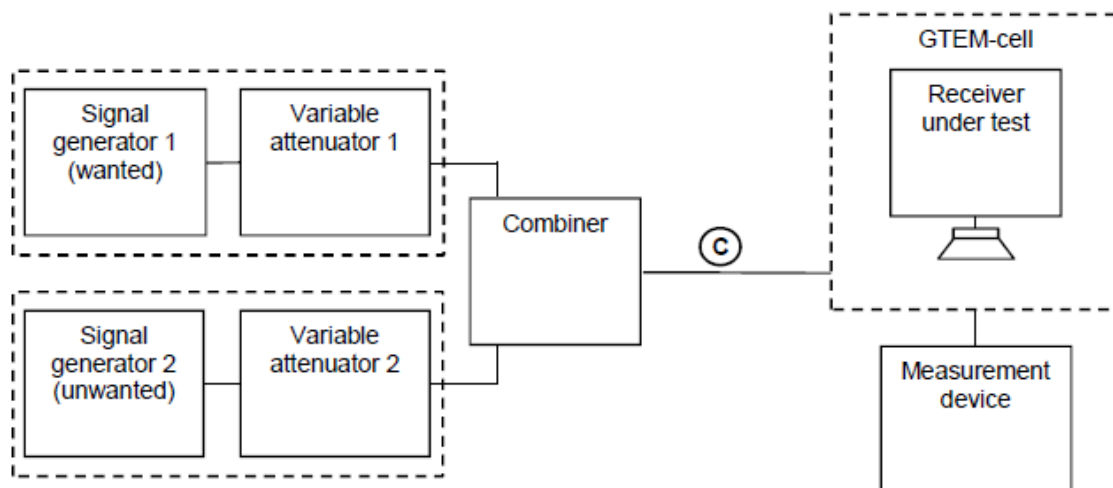 GTEM-cell
Signal
generator 1
(wanted)
Variable
attenuator 1
Receiver
under test
Combiner
C
Signal
generator 2
(unwanted)
Variable
attenuator 2
Measurement
device